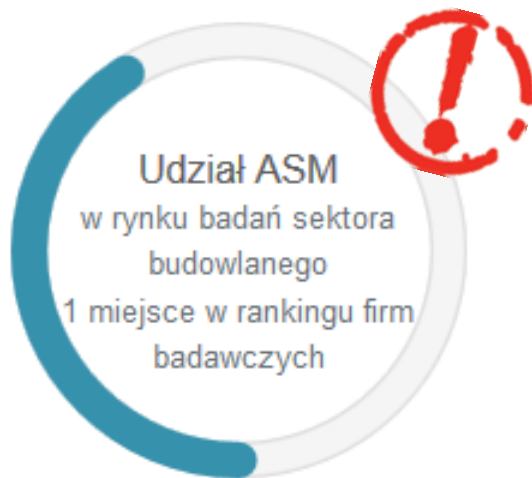 Udział ASM
w rynku badań sektora
budowlanego
1 miejsce w rankingu firm
badawczych